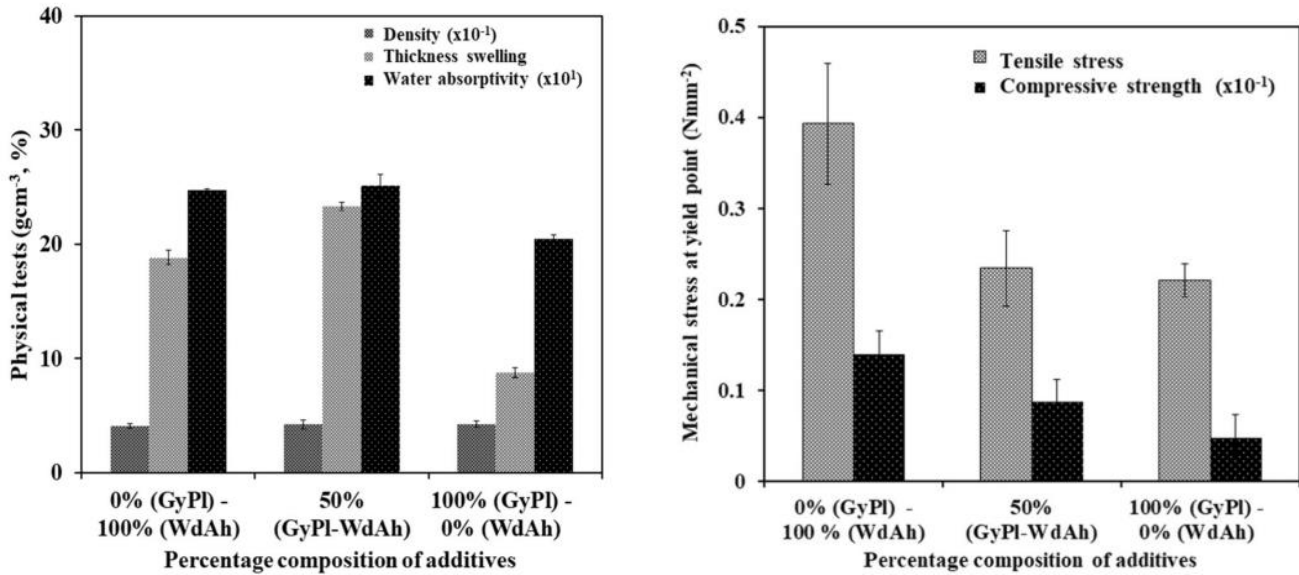 40
30
20
10
0
Physical tests (gcm-3, %)
Density (x10-1)
Thickness swelling
Water absorptivity (x10¹)
0% (GyPl) -
100% (WdAh)
50%
(GyPl-WdAh)
100% (GyPl) -
0% (WdAh)
Percentage composition of additives
0.5
0.4
0.3
0.2
0.1
0
Mechanical stress at yield point (Nmm-2)
Tensile stress
Compressive strength (x10-1)
0% (GyPl) -
100 % (WdAh)
50%
(GyPl-WdAh)
100% (GyPl) -
0% (WdAh)
Percentage composition of additives